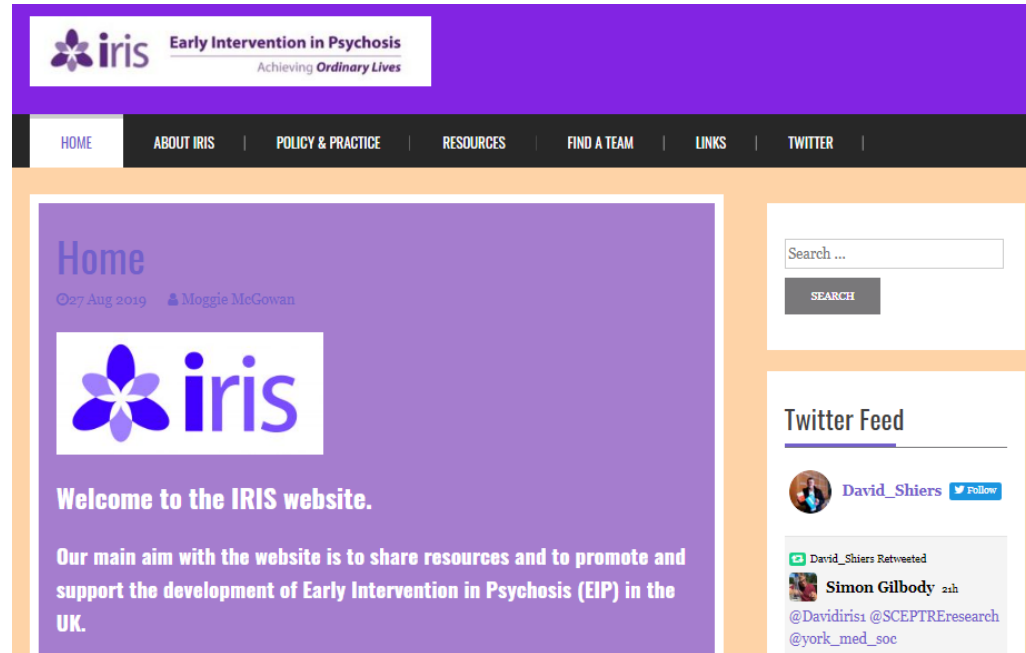 iris Early Intervention in Psychosis
Achieving Ordinary Lives
HOME ABOUT IRIS | POLICY & PRACTICE | RESOURCES | FIND A TEAM | LINKS | TWITTER |
Home
27 Aug 2019 Moggie McGowan
iris
Welcome to the IRIS website.
Our main aim with the website is to share resources and to promote and
support the development of Early Intervention in Psychosis (EIP) in the
UK.
Search ...
SEARCH
Twitter Feed
David_Shiers Follow
David_Shiers Retweeted
Simon Gilbody 21h
@Davidiris1 @SCEPTREresearch
@york_med_soc